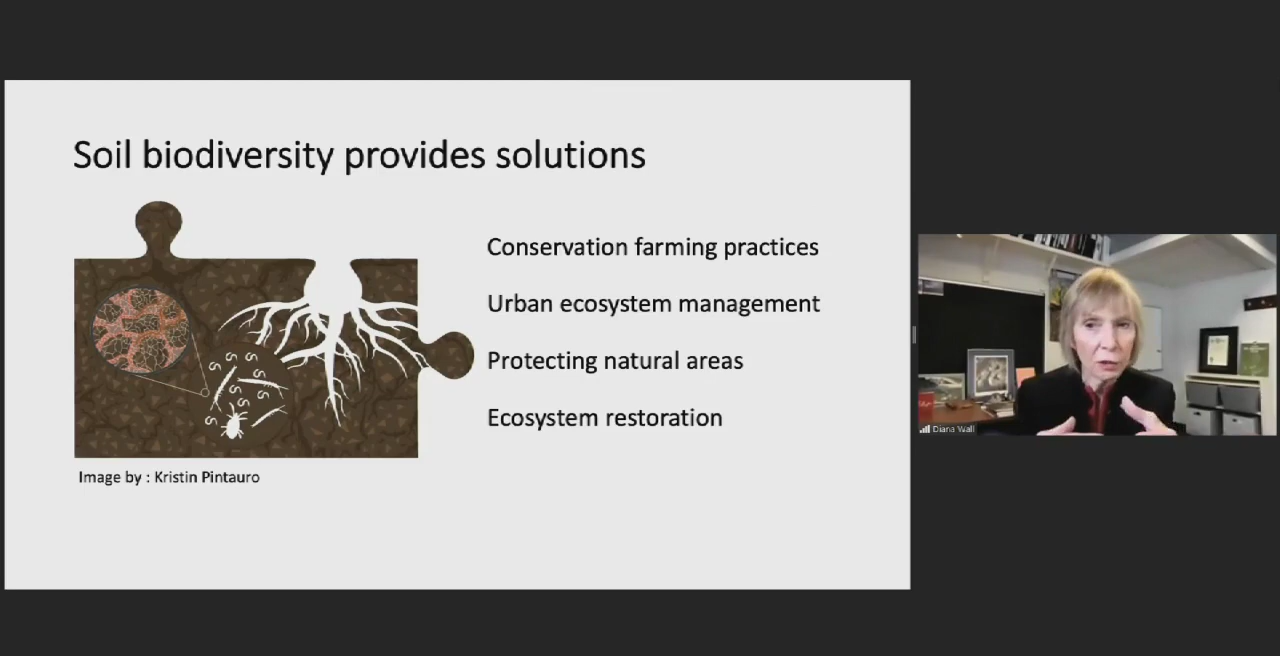 Soil biodiversity provides solutions
Conservation farming practices
Urban ecosystem management
Protecting natural areas
Ecosystem restoration
Image by : Kristin Pintauro
Diana Wall